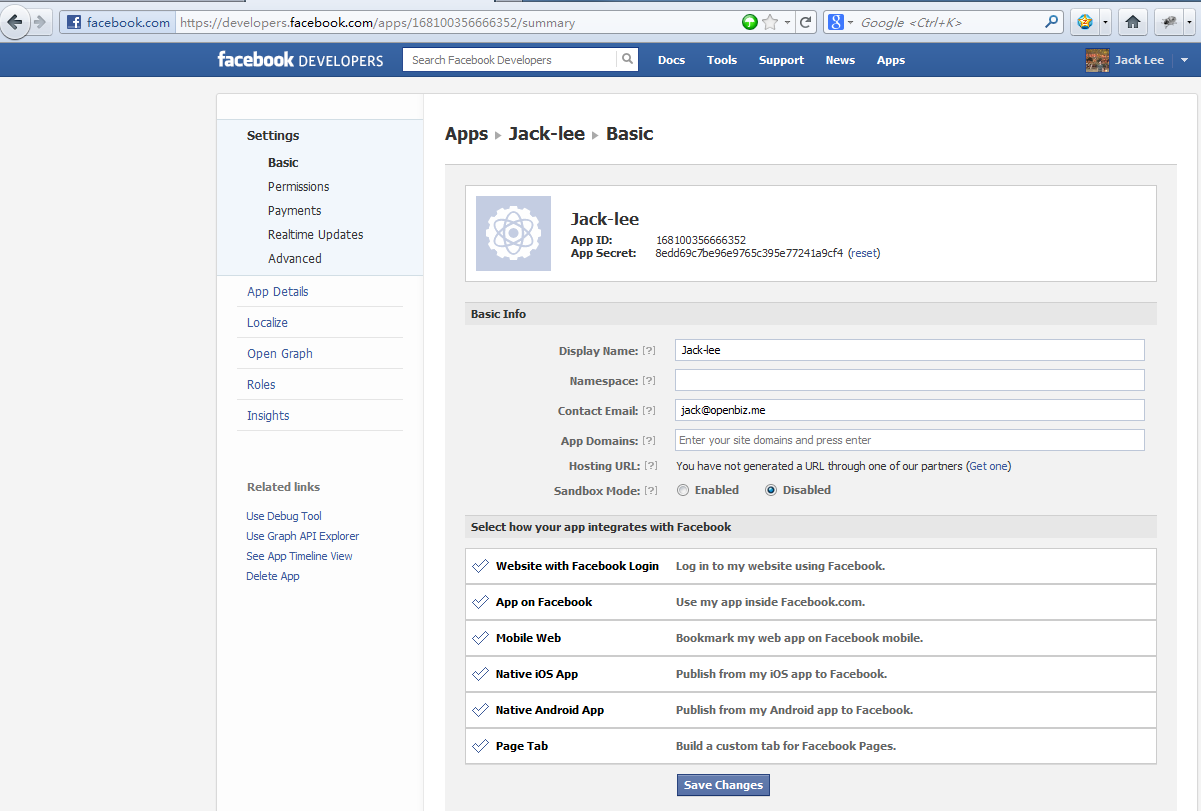 facebook.com https://developers.facebook.com/apps/168100356666352/summary
Google <Ctrl+K>
facebook DEVELOPERS
Search Facebook Developers
Docs Tools Support News Apps
Jack Lee
Settings
Basic
Permissions
Payments
Realtime Updates
Advanced
App Details
Localize
Open Graph
Roles
Insights
Related links
Use Debug Tool
Use Graph API Explorer
See App Timeline View
Delete App
Apps ▸ Jack-lee ▸ Basic
Jack-lee
App ID: 168100356666352
App Secret: 8edd69c7be96e9765c395e77241a9cf4 (reset)
Basic Info
Display Name: [?] Jack-lee
Namespace: [?]
Contact Email: [?] jack@openbiz.me
App Domains: [?] Enter your site domains and press enter
Hosting URL: [?] You have not generated a URL through one of our partners (Get one)
Sandbox Mode: [?] Enabled Disabled
Select how your app integrates with Facebook
Website with Facebook Login Log in to my website using Facebook.
App on Facebook Use my app inside Facebook.com.
Mobile Web Bookmark my web app on Facebook mobile.
Native iOS App Publish from my iOS app to Facebook.
Native Android App Publish from my Android app to Facebook.
Page Tab Build a custom tab for Facebook Pages.
Save Changes